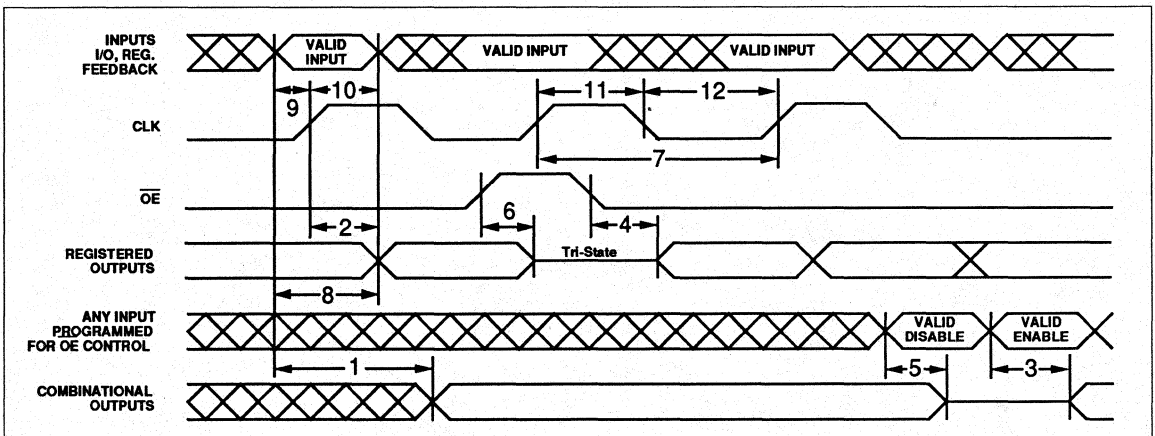 INPUTS
I/O, REG.
FEEDBACK
VALID
INPUT
VALID INPUT
VALID INPUT
9
10
11
12
CLK
7
OE
6
4
2
REGISTERED
OUTPUTS
Tri-State
8
ANY INPUT
PROGRAMMED
FOR OE CONTROL
VALID
DISABLE
VALID
ENABLE
1
5
3
COMBINATIONAL
OUTPUTS